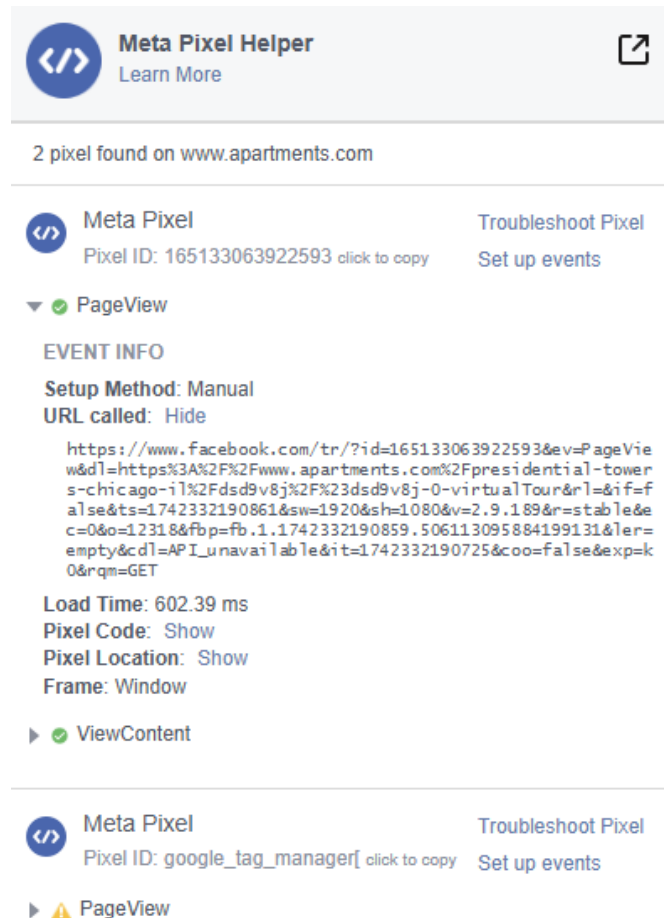 </>
Meta Pixel Helper
Learn More
2 pixel found on www.apartments.com
</>
Meta Pixel
Troubleshoot Pixel
Pixel ID: 165133063922593 click to copy
Set up events
PageView
EVENT INFO
Setup Method: Manual
URL called: Hide
https://www.facebook.com/tr/?id=165133063922593&ev=PageVie
w&dl=https%3A%2F%2Fwww.apartments.com%2Fpresidential-tower
s-chicago-il%2Fdsd9v8j%2F%23dsd9v8j-0-virtualTour&rl=&if=f
alse&ts=1742332190861&sw=1920&sh=1080&v=2.9.189&r=stable&e
c=0&o=12318&fbp=fb.1.1742332190859.506113095884199131&ler=
empty&cdl=API_unavailable&it=1742332190725&coo=false&exp=k
0&rqm=GET
Load Time: 602.39 ms
Pixel Code: Show
Pixel Location: Show
Frame: Window
ViewContent
</>
Meta Pixel
Troubleshoot Pixel
Pixel ID: google_tag_manager[ click to copy
Set up events
PageView